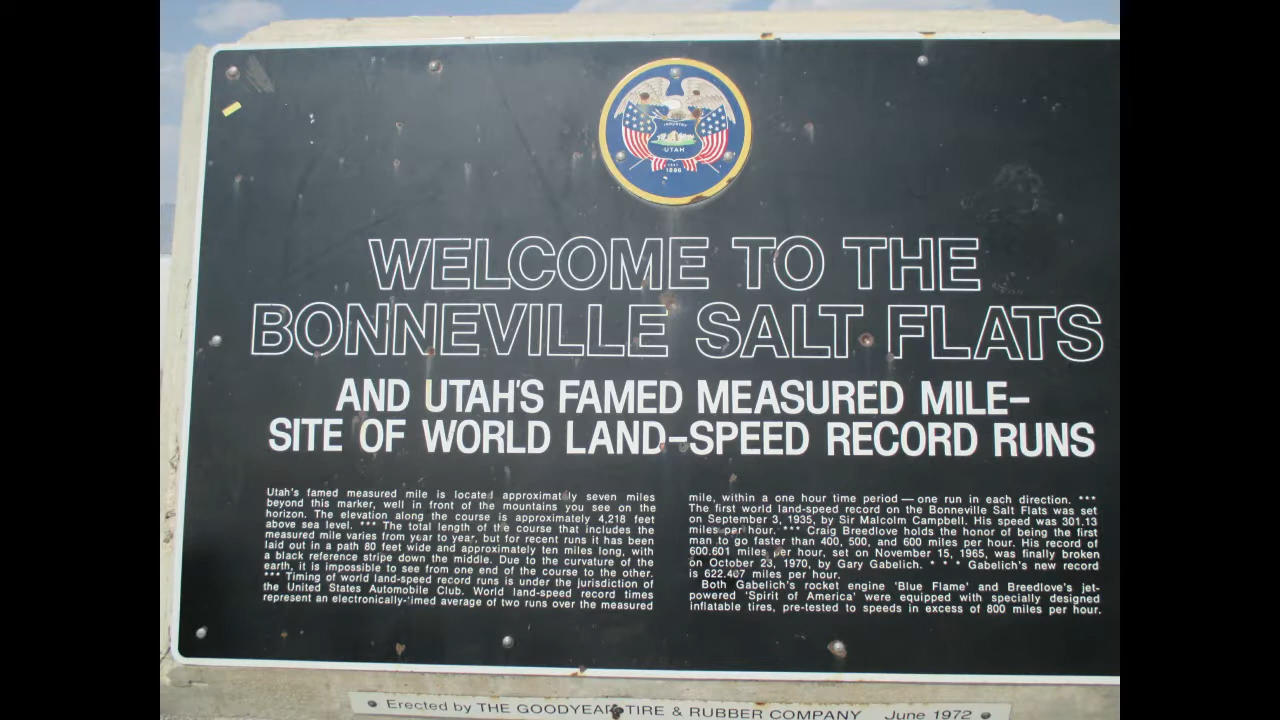 INDUSTRY
UTAH
1896
WELCOME TO THE
BONNEVILLE SALT FLATS
AND UTAH'S FAMED MEASURED MILE–
SITE OF WORLD LAND-SPEED RECORD RUNS
Utah's famed measured mile is located approximately seven miles
beyond this marker, well in front of the mountains you see on the
horizon. The elevation along the course is approximately 4,218 feet
above sea level. *** The total length of the course that includes the
measured mile varies from year to year, but for recent runs it has been
laid out in a path 80 feet wide and approximately ten miles long, with
a black reference stripe down the middle. Due to the curvature of the
earth, it is impossible to see from one end of the course to the other.
*** Timing of world land-speed record runs is under the jurisdiction of
the United States Automobile Club. World land-speed record times
represent an electronically-timed average of two runs over the measured
mile, within a one hour time period — one run in each direction. ***
The first world land-speed record on the Bonneville Salt Flats was set
on September 3, 1935, by Sir Malcolm Campbell. His speed was 301.13
miles per hour. *** Craig Breedlove holds the honor of being the first
man to go faster than 400, 500, and 600 miles per hour. His record of
600.601 miles per hour, set on November 15, 1965, was finally broken
on October 23, 1970, by Gary Gabelich. * * * Gabelich's new record
is 622.407 miles per hour.
Both Gabelich's rocket engine 'Blue Flame' and Breedlove's jet-
powered 'Spirit of America' were equipped with specially designed
inflatable tires, pre-tested to speeds in excess of 800 miles per hour.
Erected by THE GOODYEAR TIRE & RUBBER COMPANY June 1972